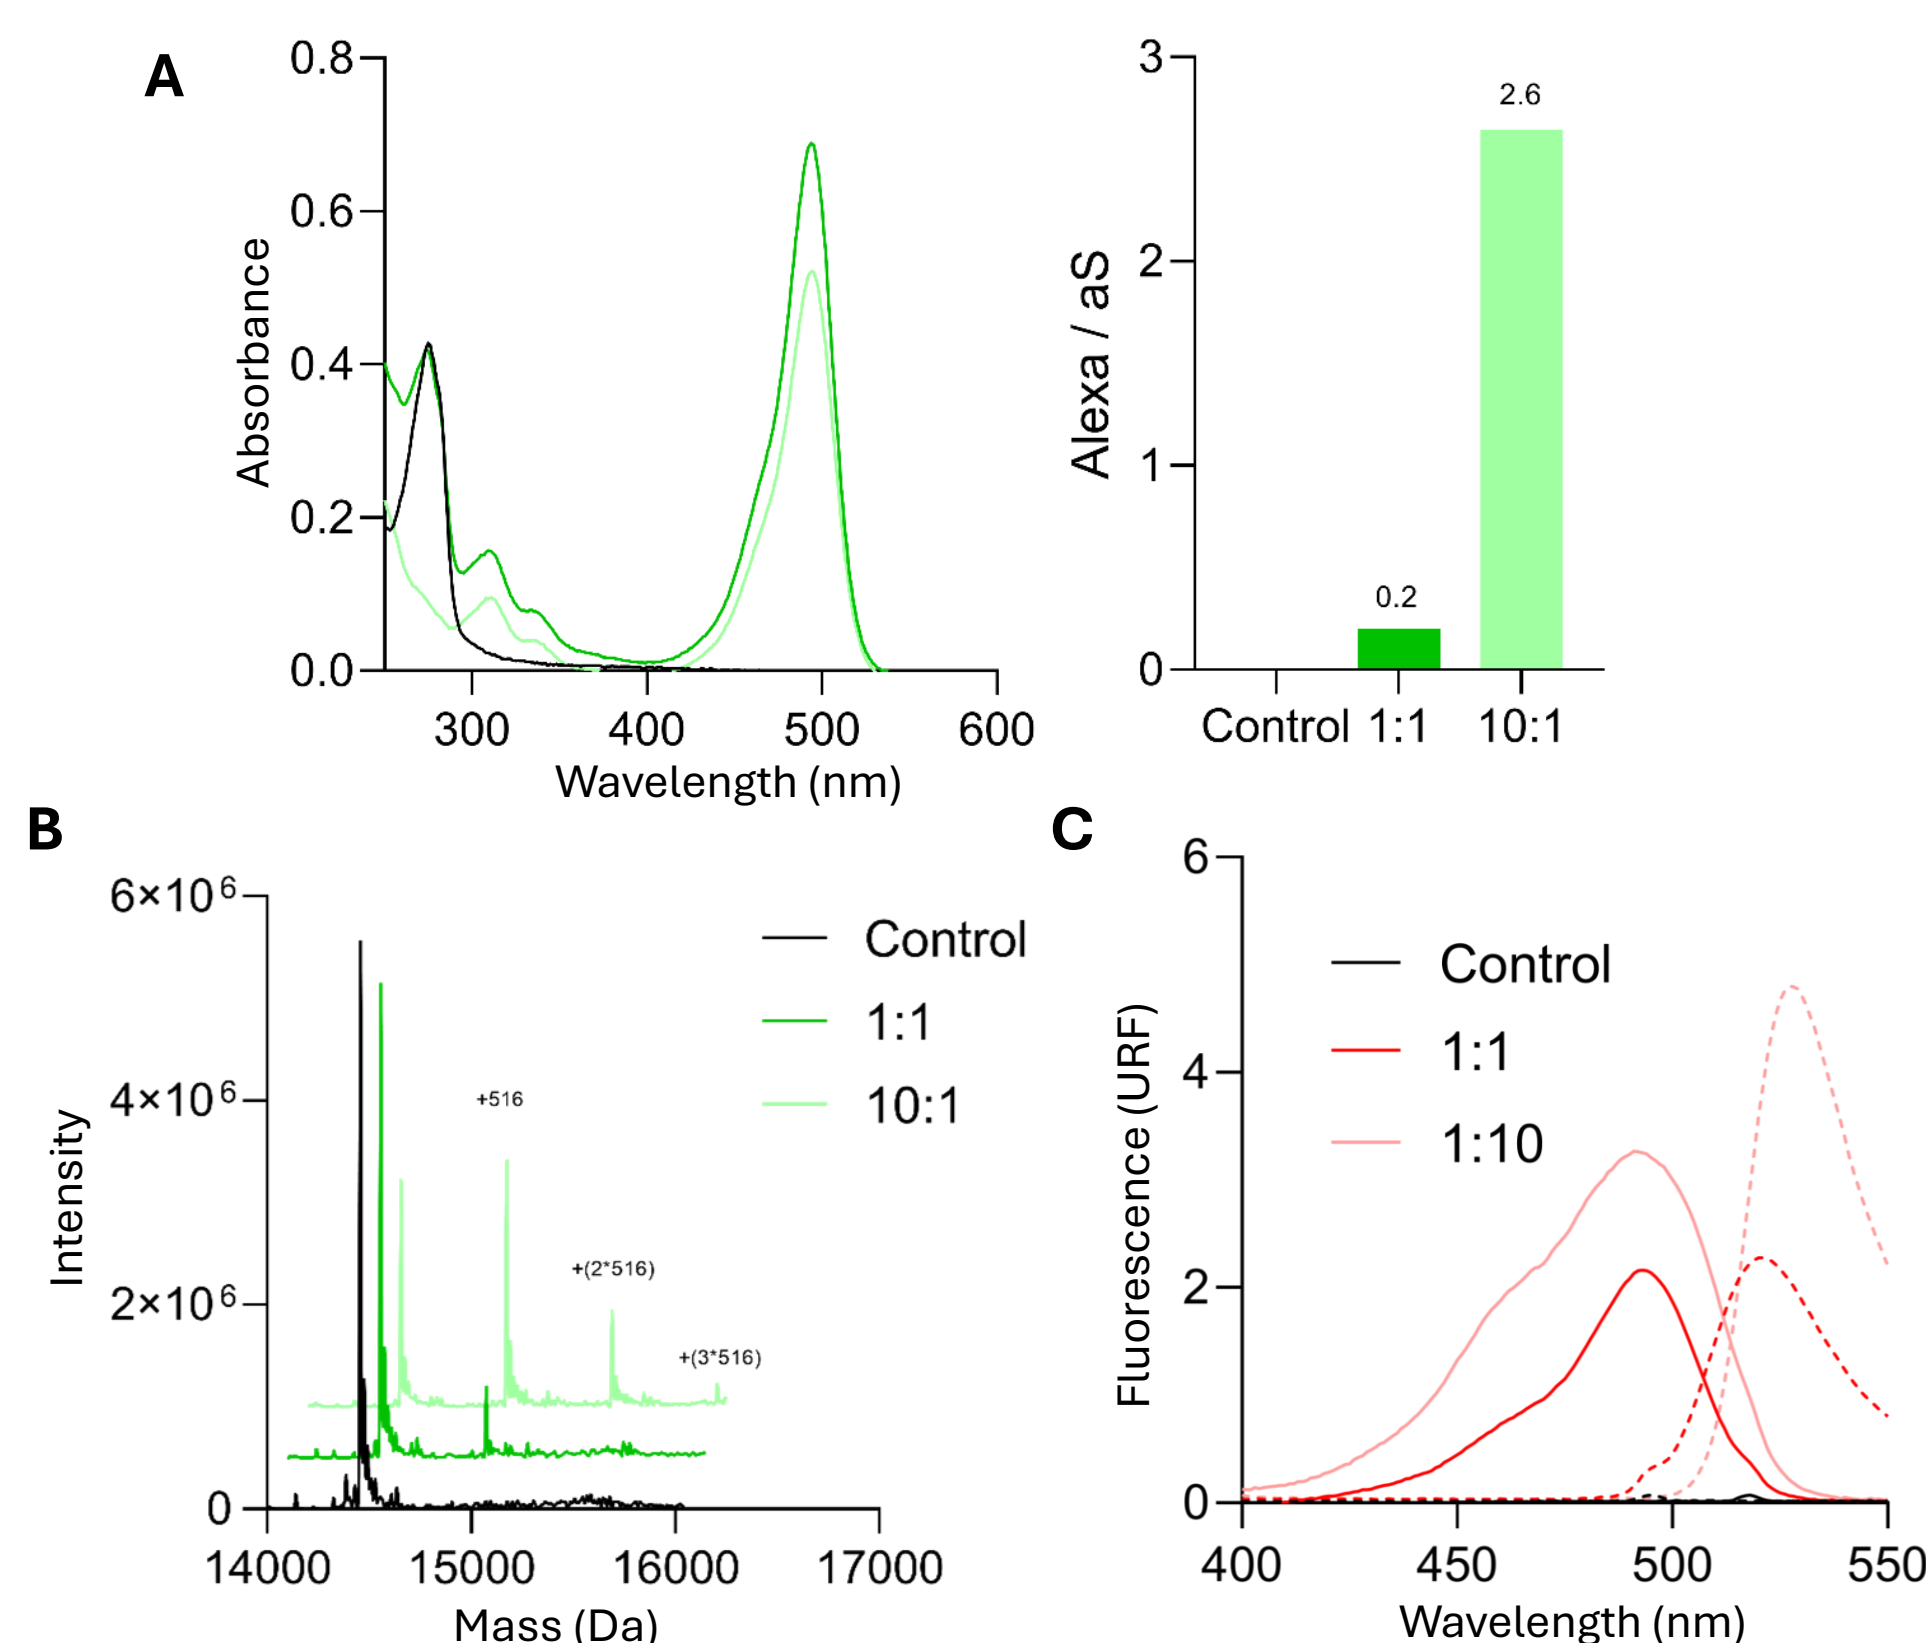 A
0.8
0.6
0.4
0.2
0.0
Absorbance
300 400 500 600
Wavelength (nm)
3
2
1
0
Alexa / aS
2.6
0.2
Control 1:1 10:1
B
6×10⁶
4×10⁶
2×10⁶
0
Intensity
Control
1:1
10:1
+516
+(2*516)
+(3*516)
14000 15000 16000 17000
Mass (Da)
C
6
4
2
0
Fluorescence (URF)
Control
1:1
1:10
400 450 500 550
Wavelength (nm)